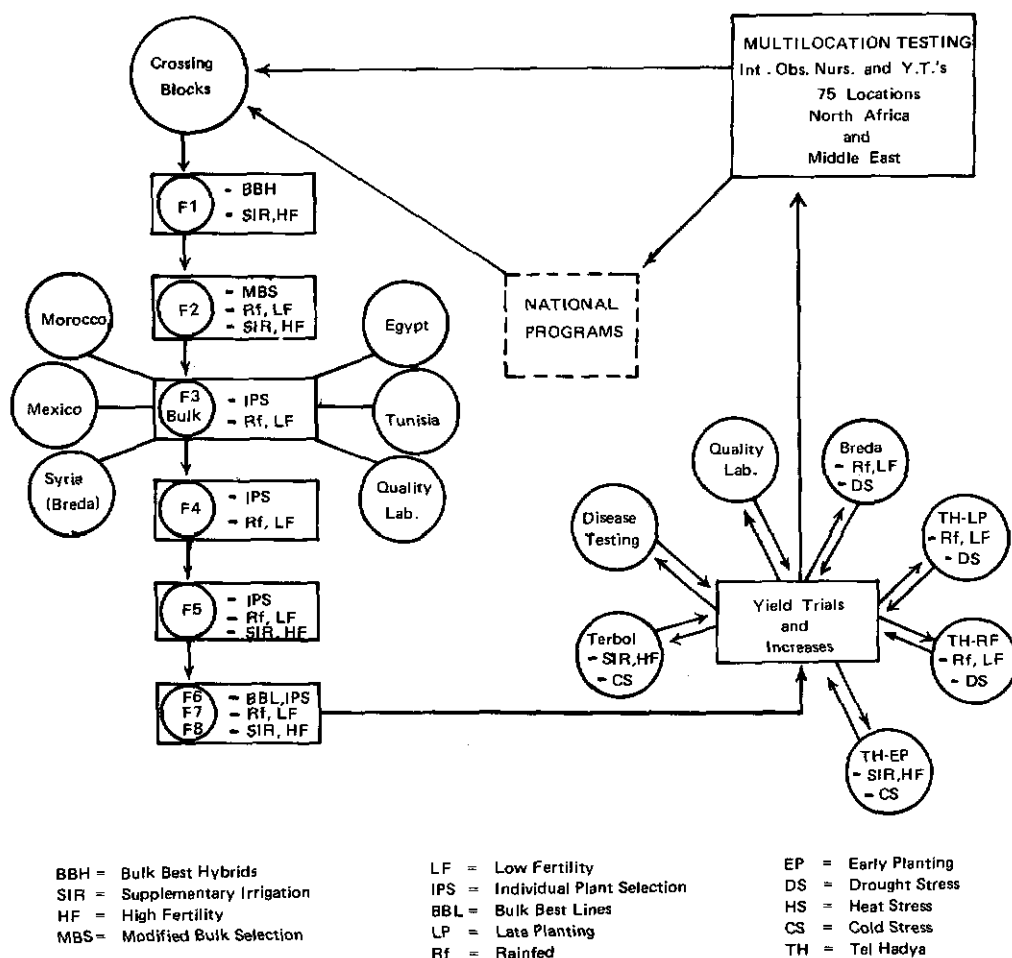 Crossing
Blocks
MULTILOCATION TESTING
Int. Obs. Nurs. and Y.T.'s
75 Locations
North Africa
and
Middle East
F1
- BBH
- SIR,HF
F2
- MBS
- Rf, LF
- SIR, HF
NATIONAL
PROGRAMS
Morocco
Egypt
Mexico
F3
Bulk
- IPS
- Rf, LF
Tunisia
Syria
(Breda)
Quality
Lab.
F4
- IPS
- Rf, LF
F5
- IPS
- Rf, LF
- SIR, HF
F6
F7
F8
- BBL,IPS
- Rf, LF
- SIR, HF
Quality
Lab.
Breda
- Rf,LF
- DS
Disease
Testing
TH-LP
- Rf, LF
- DS
Yield Trials
and
Increases
Terbol
- SIR,HF
- CS
TH-RF
- Rf, LF
- DS
TH-EP
- SIR,HF
- CS
BBH = Bulk Best Hybrids
SIR = Supplementary Irrigation
HF = High Fertility
MBS = Modified Bulk Selection
LF = Low Fertility
IPS = Individual Plant Selection
BBL = Bulk Best Lines
LP = Late Planting
Rf = Rainfed
EP = Early Planting
DS = Drought Stress
HS = Heat Stress
CS = Cold Stress
TH = Tel Hadya